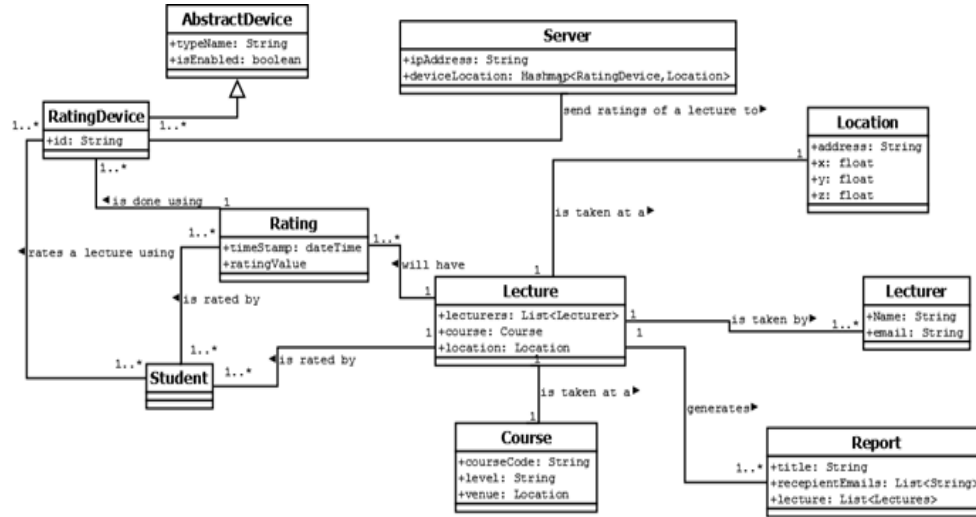 AbstractDevice
+typeName: String
+isEnabled: boolean
Server
+ipAddress: String
+deviceLocation: Hashmap<RatingDevice,Location>
RatingDevice
+id: String
1..*
1..*
1..*
send ratings of a lecture to▶
Location
+address: String
+x: float
+y: float
+z: float
1
is taken at a▶
1
◀is done using
1
Rating
+timeStamp: dateTime
+ratingValue
1..*
1..*
◀rates a lecture using
◀will have
1
◀is rated by
Lecture
+lecturers: List<Lecturer>
+course: Course
+location: Location
1
is taken by▶
1..*
Lecturer
+Name: String
+email: String
1
1
1
◀is rated by
1..*
1..*
1..*
Student
is taken at a▶
1
generates▶
Course
+courseCode: String
+level: String
+venue: Location
1..*
Report
+title: String
+recepientEmails: List<String>
+lecture: List<Lectures>